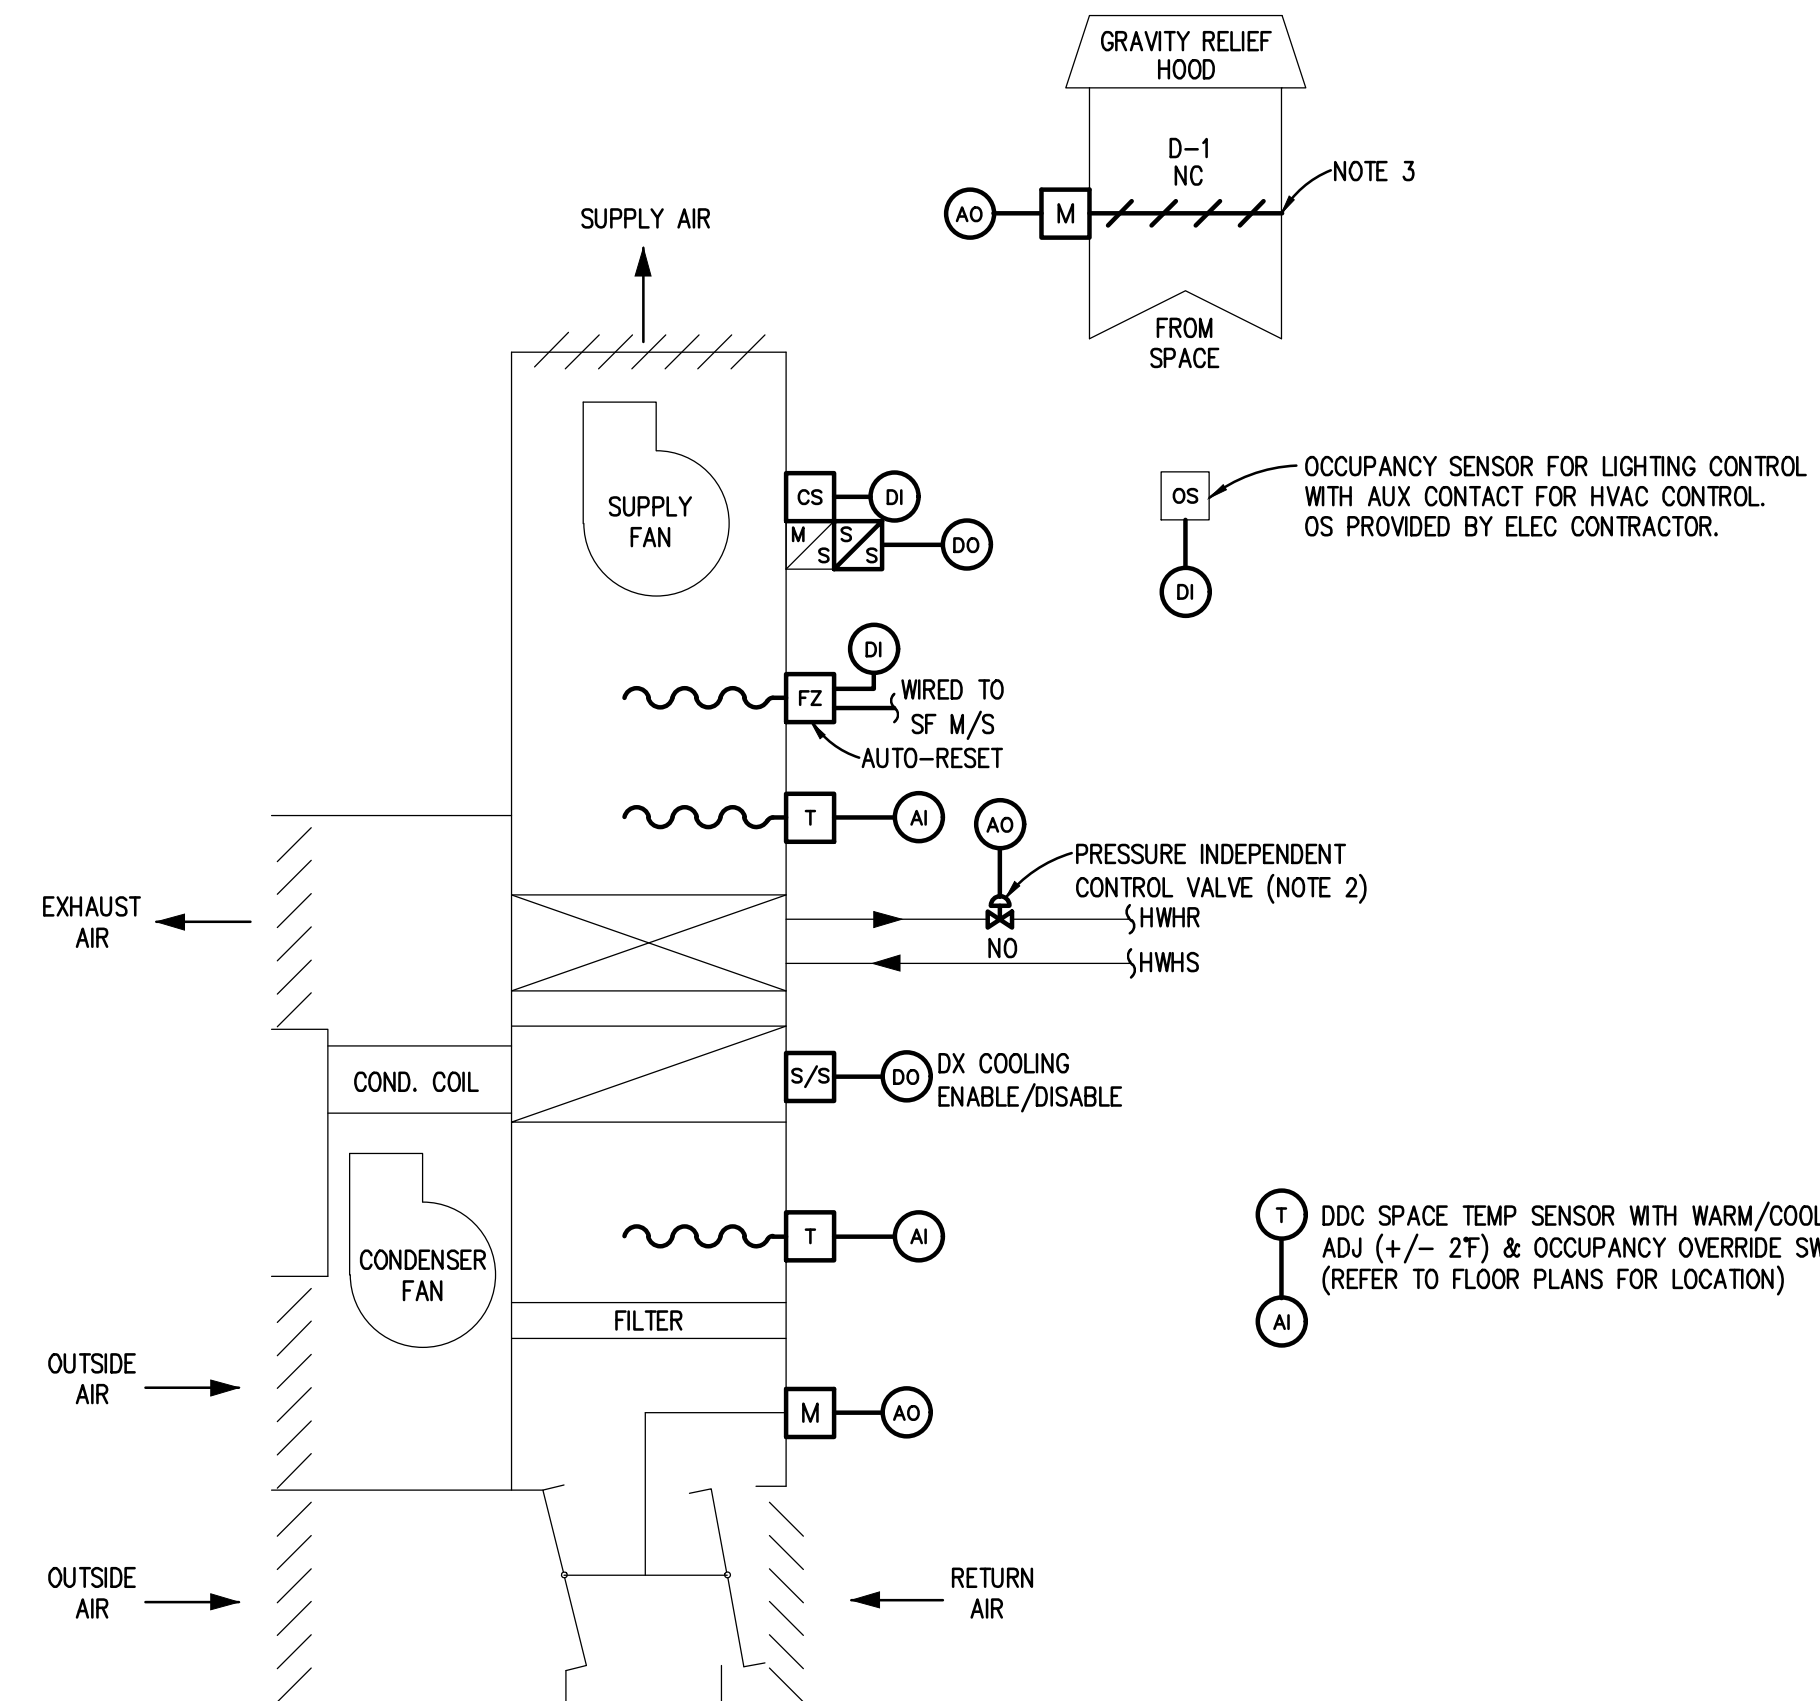 GRAVITY RELIEF
HOOD
D-1
NC
NOTE 3
AO
M
FROM
SPACE
SUPPLY AIR
SUPPLY
FAN
CS
DI
M
S
S
S
DO
OS
OCCUPANCY SENSOR FOR LIGHTING CONTROL
WITH AUX CONTACT FOR HVAC CONTROL.
OS PROVIDED BY ELEC CONTRACTOR.
DI
DI
FZ
WIRED TO
SF M/S
AUTO-RESET
T
AI
AO
PRESSURE INDEPENDENT
CONTROL VALVE (NOTE 2)
HWHR
NO
HWHS
EXHAUST
AIR
COND. COIL
S/S
DO
DX COOLING
ENABLE/DISABLE
CONDENSER
FAN
T
AI
T
DDC SPACE TEMP SENSOR WITH WARM/COOL
ADJ (+/- 2°F) & OCCUPANCY OVERRIDE SW
(REFER TO FLOOR PLANS FOR LOCATION)
AI
FILTER
OUTSIDE
AIR
M
AO
OUTSIDE
AIR
RETURN
AIR